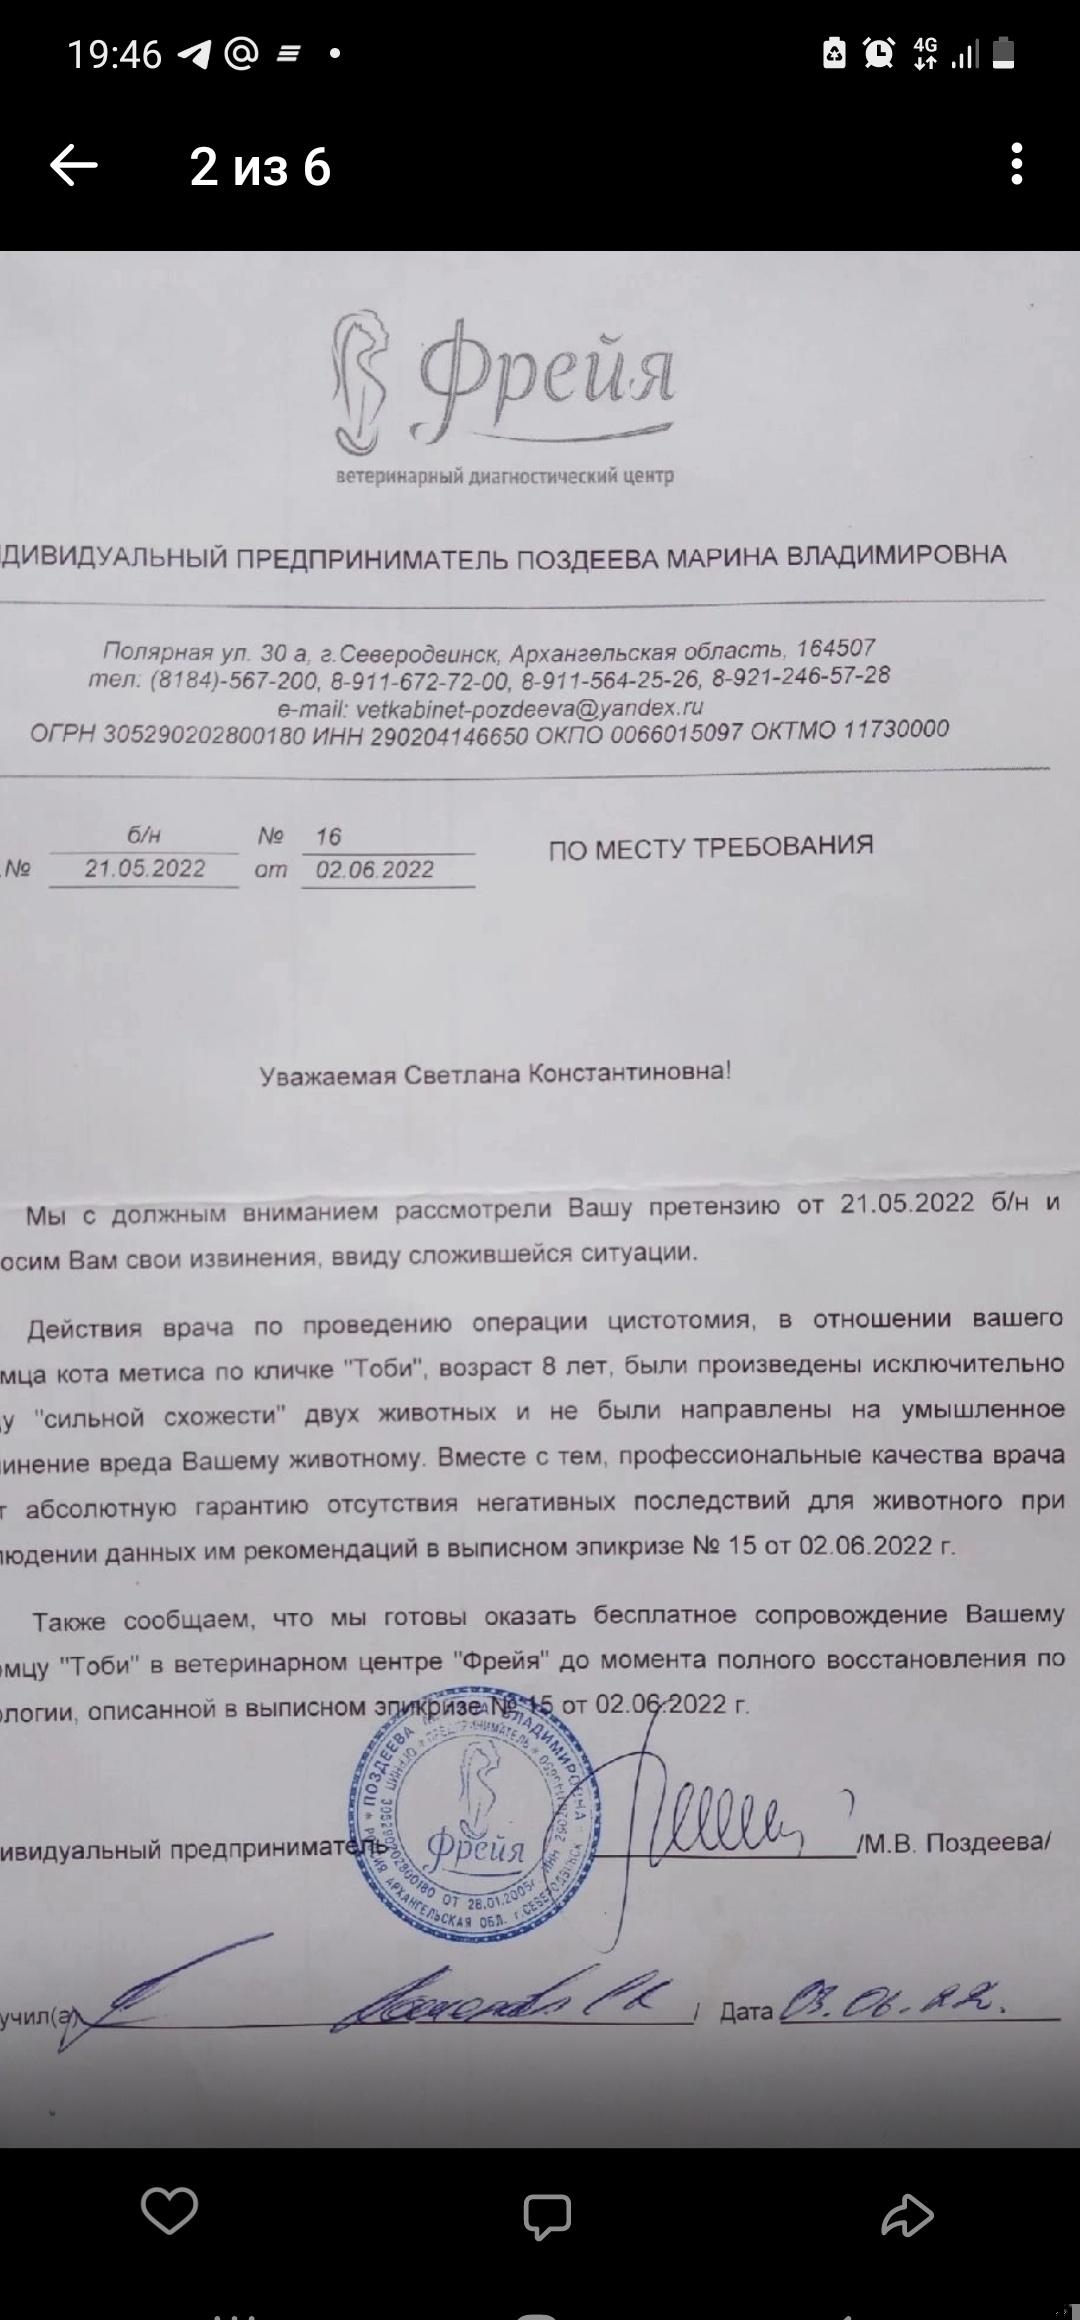 19:46
4G
2 из 6
Фрейя
ветеринарный диагностический центр
ДИВИДУАЛЬНЫЙ ПРЕДПРИНИМАТЕЛЬ ПОЗДЕЕВА МАРИНА ВЛАДИМИРОВНА
Полярная ул. 30 а, г.Северодвинск, Архангельская область, 164507
тел: (8184)-567-200, 8-911-672-72-00, 8-911-564-25-26, 8-921-246-57-28
e-mail: vetkabinet-pozdeeva@yandex.ru
ОГРН 305290202800180 ИНН 290204146650 ОКПО 0066015097 ОКТМО 11730000
б/н № 16
.№ 21.05.2022 от 02.06.2022
ПО МЕСТУ ТРЕБОВАНИЯ
Уважаемая Светлана Константиновна!
Мы с должным вниманием рассмотрели Вашу претензию от 21.05.2022 б/н и
осим Вам свои извинения, ввиду сложившейся ситуации.
Действия врача по проведению операции цистотомия, в отношении вашего
мца кота метиса по кличке "Тоби", возраст 8 лет, были произведены исключительно
у "сильной схожести" двух животных и не были направлены на умышленное
инение вреда Вашему животному. Вместе с тем, профессиональные качества врача
т абсолютную гарантию отсутствия негативных последствий для животного при
людении данных им рекомендаций в выписном эпикризе № 15 от 02.06.2022 г.
Также сообщаем, что мы готовы оказать бесплатное сопровождение Вашему
мцу "Тоби" в ветеринарном центре "Фрейя" до момента полного восстановления по
логии, описанной в выписном эпикризе № 15 от 02.06.2022 г.
ПОЗДЕЕВА ВЛАДИМИРОВНА
ПРЕДПРИНИМАТЕЛЬ
305290202800180 ОТ 28.01.2005г. ИНН
РОССИЯ АРХАНГЕЛЬСКАЯ ОБЛ. г.СЕВЕРОДВИНСК
Фрейя
ивидуальный предприниматель /М.В. Поздеева/
учил(а) / Дата 03.06.22.